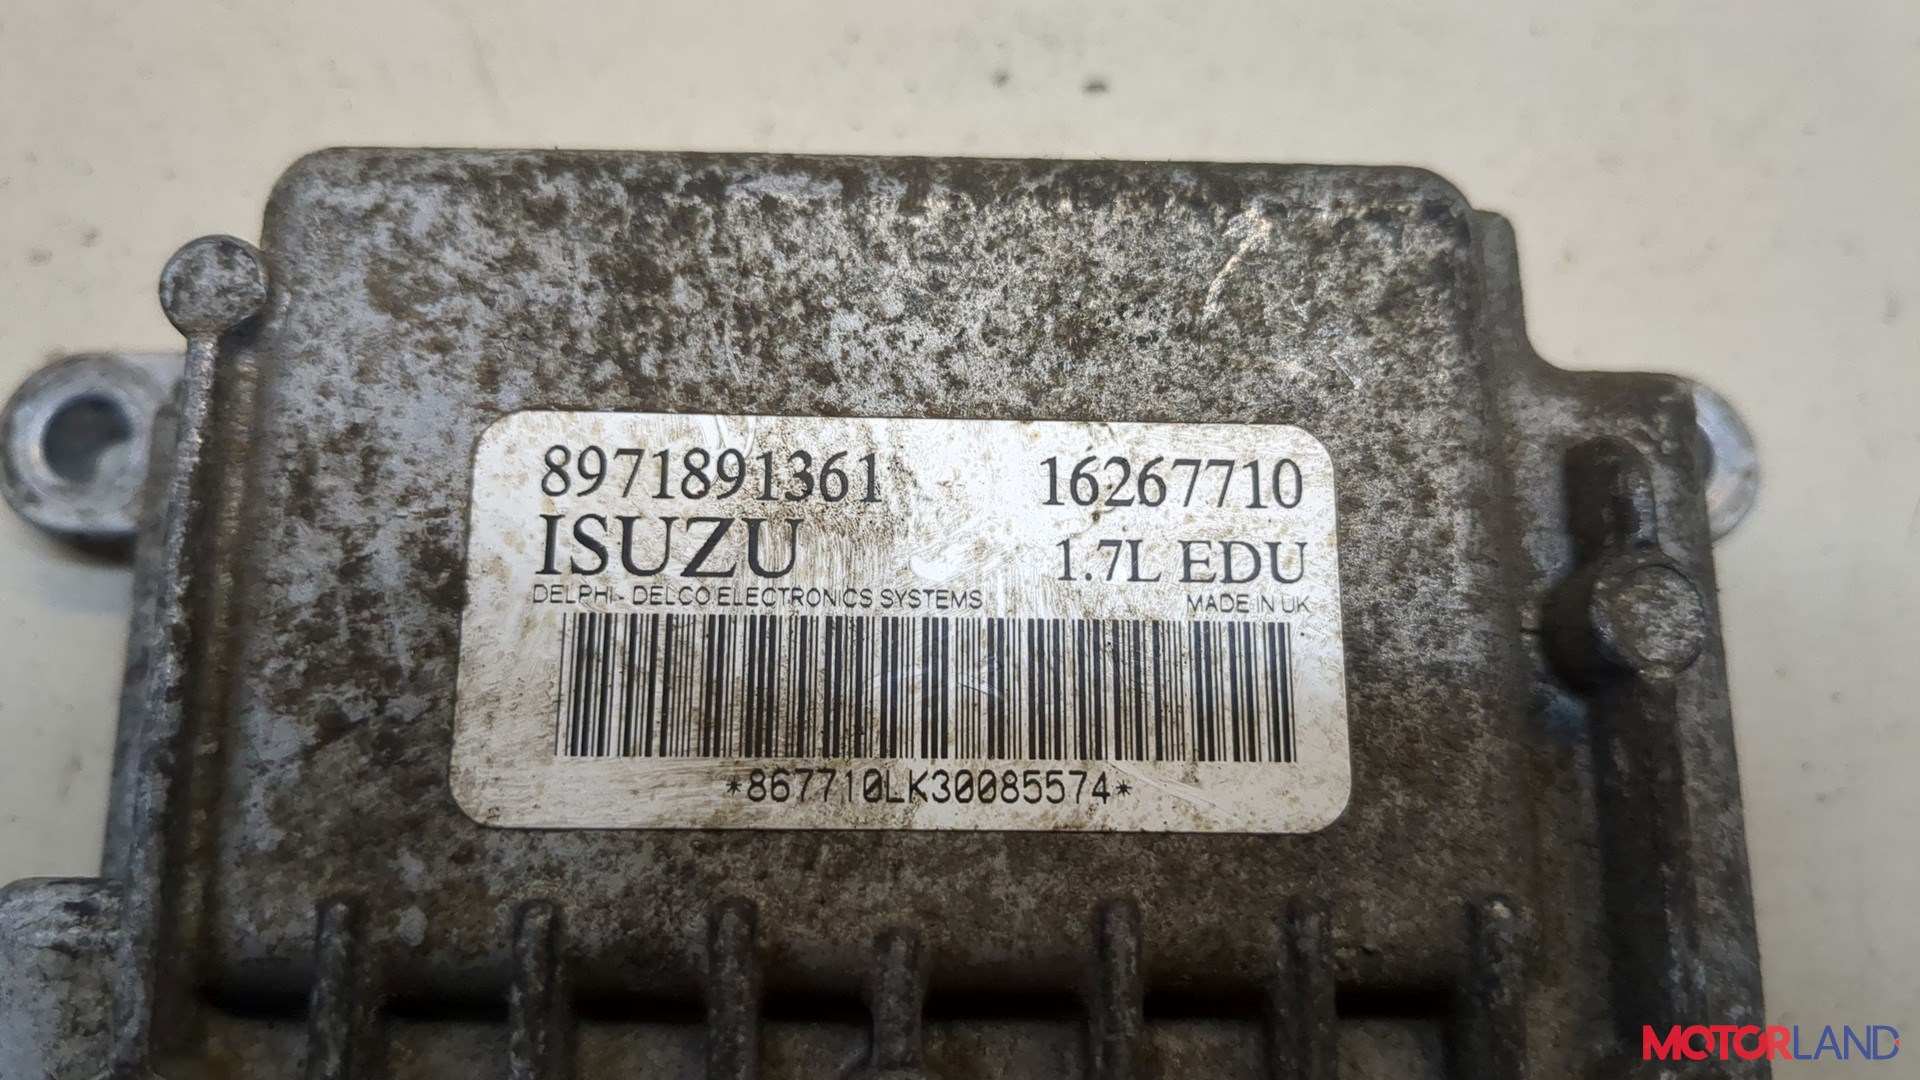 8971891361 16267710
ISUZU 1.7L EDU
DELPHI - DELCO ELECTRONICS SYSTEMS MADE IN UK
*867710LK30085574*
MOTORLAND